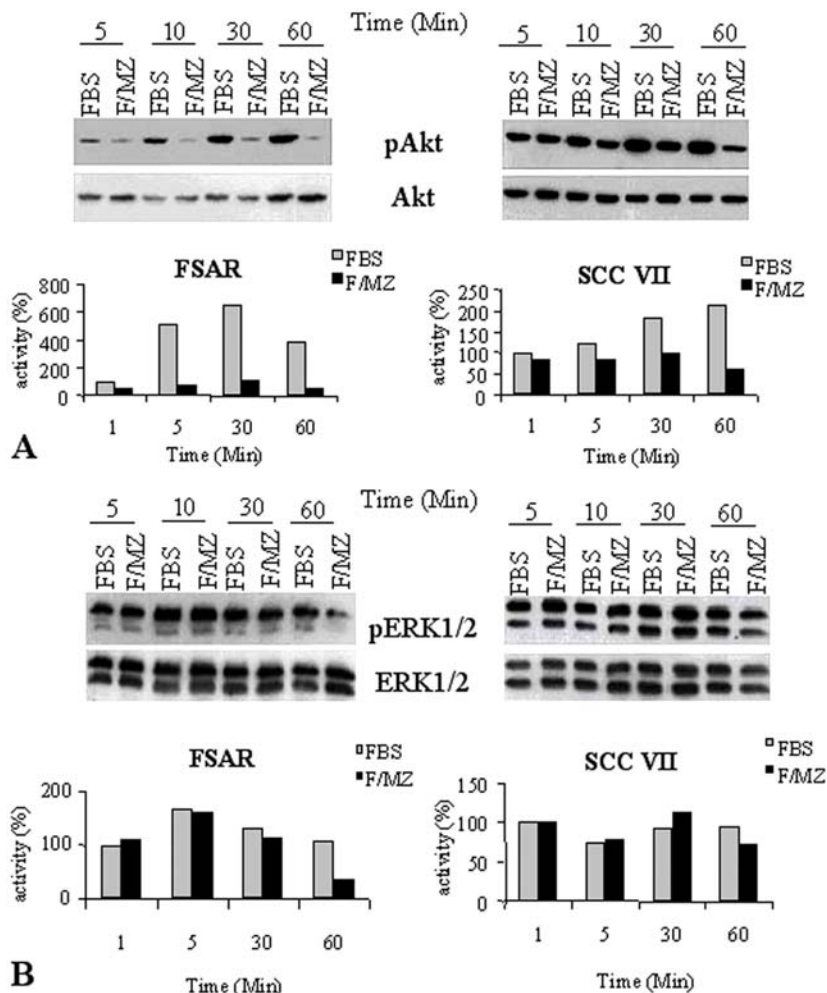 Time (Min)
5 10 30 60 5 10 30 60
FBS F/MZ FBS F/MZ FBS F/MZ FBS F/MZ FBS F/MZ FBS F/MZ FBS F/MZ FBS F/MZ
pAkt
Akt
FSAR
FBS
F/MZ
activity (%)
800
600
400
200
0
1 5 30 60
Time (Min)
SCC VII
FBS
F/MZ
activity (%)
250
200
150
100
50
0
1 5 30 60
Time (Min)
A
Time (Min)
5 10 30 60 5 10 30 60
FBS F/MZ FBS F/MZ FBS F/MZ FBS F/MZ FBS F/MZ FBS F/MZ FBS F/MZ FBS F/MZ
pERK1/2
ERK1/2
FSAR
FBS
F/MZ
activity (%)
200
100
0
1 5 30 60
Time (Min)
SCC VII
FBS
F/MZ
activity (%)
150
100
50
0
1 5 30 60
Time (Min)
B